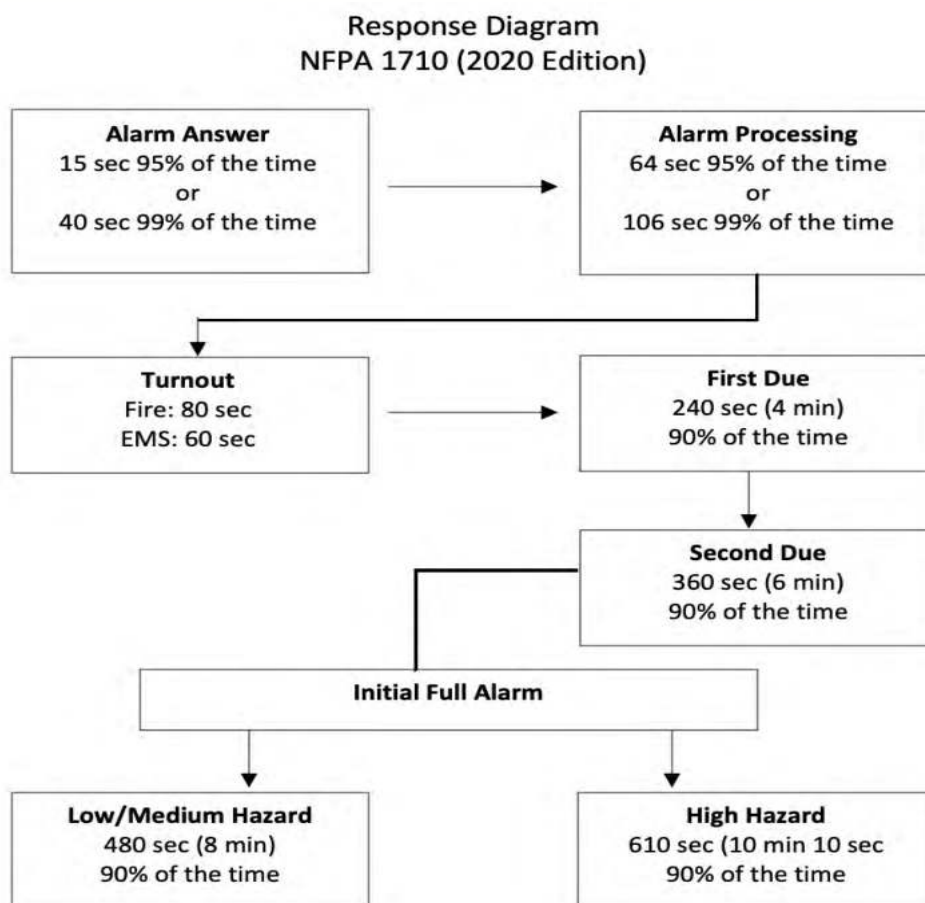 Response Diagram
NFPA 1710 (2020 Edition)
Alarm Answer
15 sec 95% of the time
or
40 sec 99% of the time
Alarm Processing
64 sec 95% of the time
or
106 sec 99% of the time
Turnout
Fire: 80 sec
EMS: 60 sec
First Due
240 sec (4 min)
90% of the time
Second Due
360 sec (6 min)
90% of the time
Initial Full Alarm
Low/Medium Hazard
480 sec (8 min)
90% of the time
High Hazard
610 sec (10 min 10 sec
90% of the time